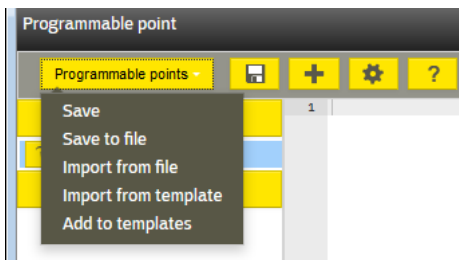 Programmable point
Programmable points
?
Save
1
Save to file
Import from file
Import from template
Add to templates